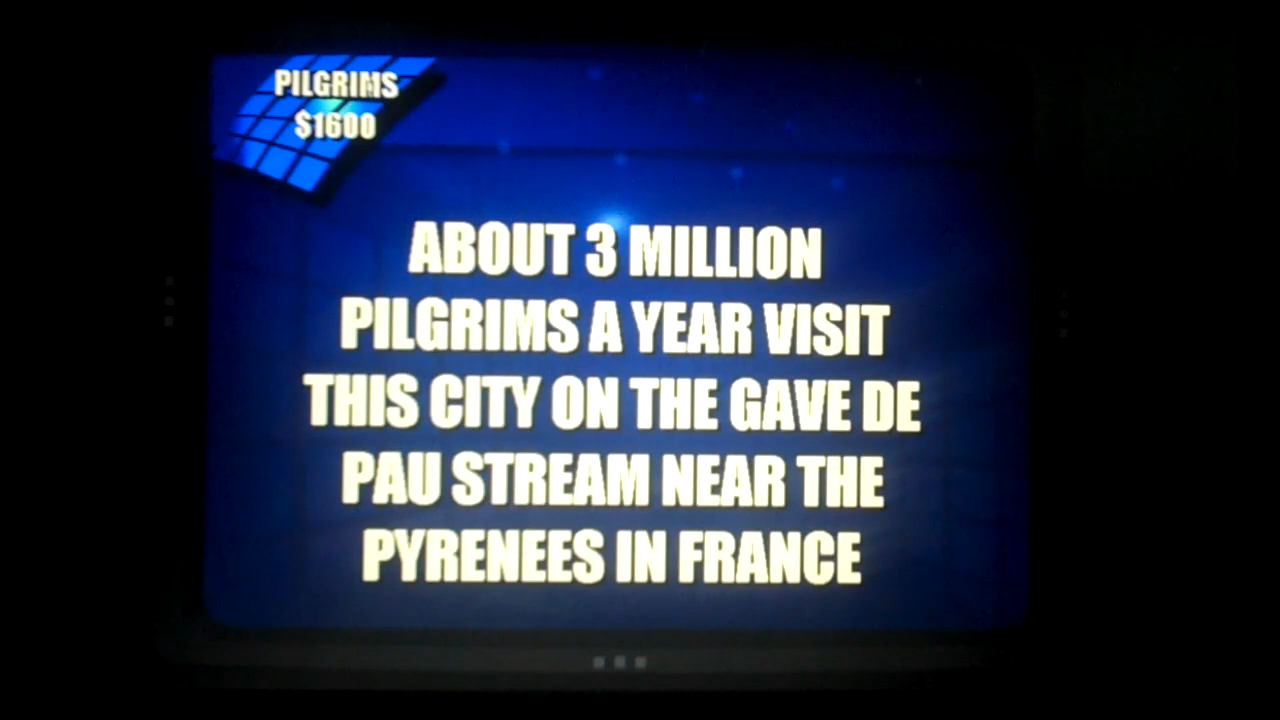 PILGRIMS
$1600
ABOUT 3 MILLION
PILGRIMS A YEAR VISIT
THIS CITY ON THE GAVE DE
PAU STREAM NEAR THE
PYRENEES IN FRANCE